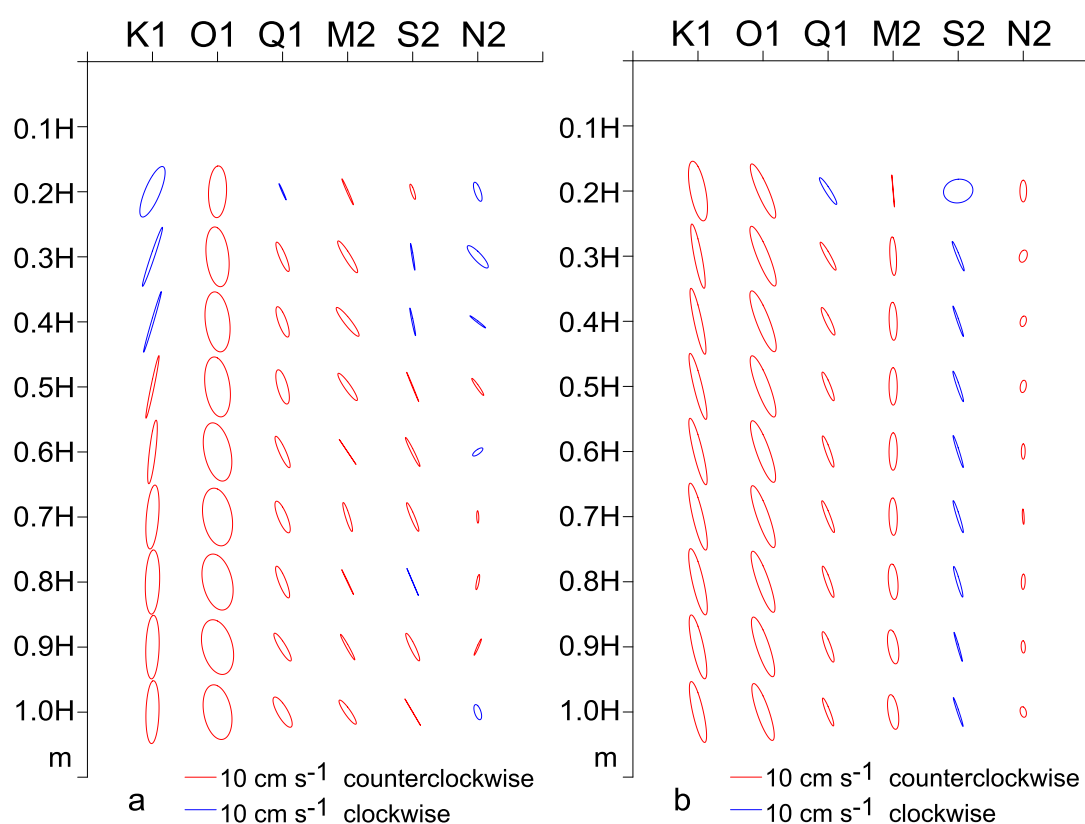 K1 O1 Q1 M2 S2 N2
0.1H
0.2H
0.3H
0.4H
0.5H
0.6H
0.7H
0.8H
0.9H
1.0H
m
10 cm s-1 counterclockwise
10 cm s-1 clockwise
a
K1 O1 Q1 M2 S2 N2
0.1H
0.2H
0.3H
0.4H
0.5H
0.6H
0.7H
0.8H
0.9H
1.0H
m
10 cm s-1 counterclockwise
10 cm s-1 clockwise
b